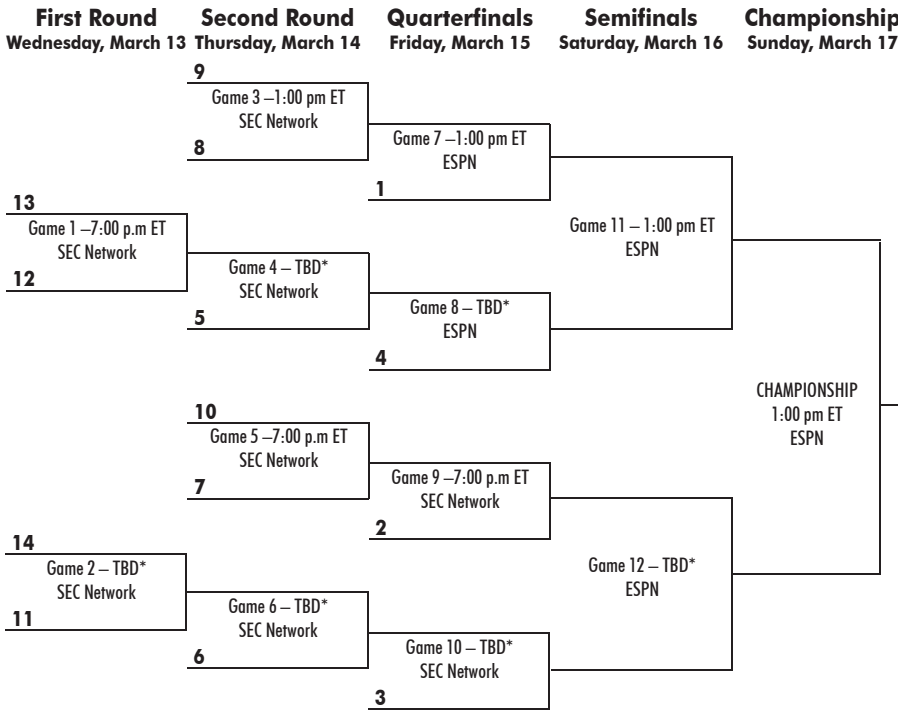 First Round
Wednesday, March 13
Second Round
Thursday, March 14
Quarterfinals
Friday, March 15
Semifinals
Saturday, March 16
Championship
Sunday, March 17
13
Game 1 –7:00 p.m ET
SEC Network
12
14
Game 2 – TBD*
SEC Network
11
9
Game 3 –1:00 pm ET
SEC Network
8
Game 4 – TBD*
SEC Network
5
10
Game 5 –7:00 p.m ET
SEC Network
7
Game 6 – TBD*
SEC Network
6
Game 7 –1:00 pm ET
ESPN
1
Game 8 – TBD*
ESPN
4
Game 9 –7:00 p.m ET
SEC Network
2
Game 10 – TBD*
SEC Network
3
Game 11 – 1:00 pm ET
ESPN
Game 12 – TBD*
ESPN
CHAMPIONSHIP
1:00 pm ET
ESPN